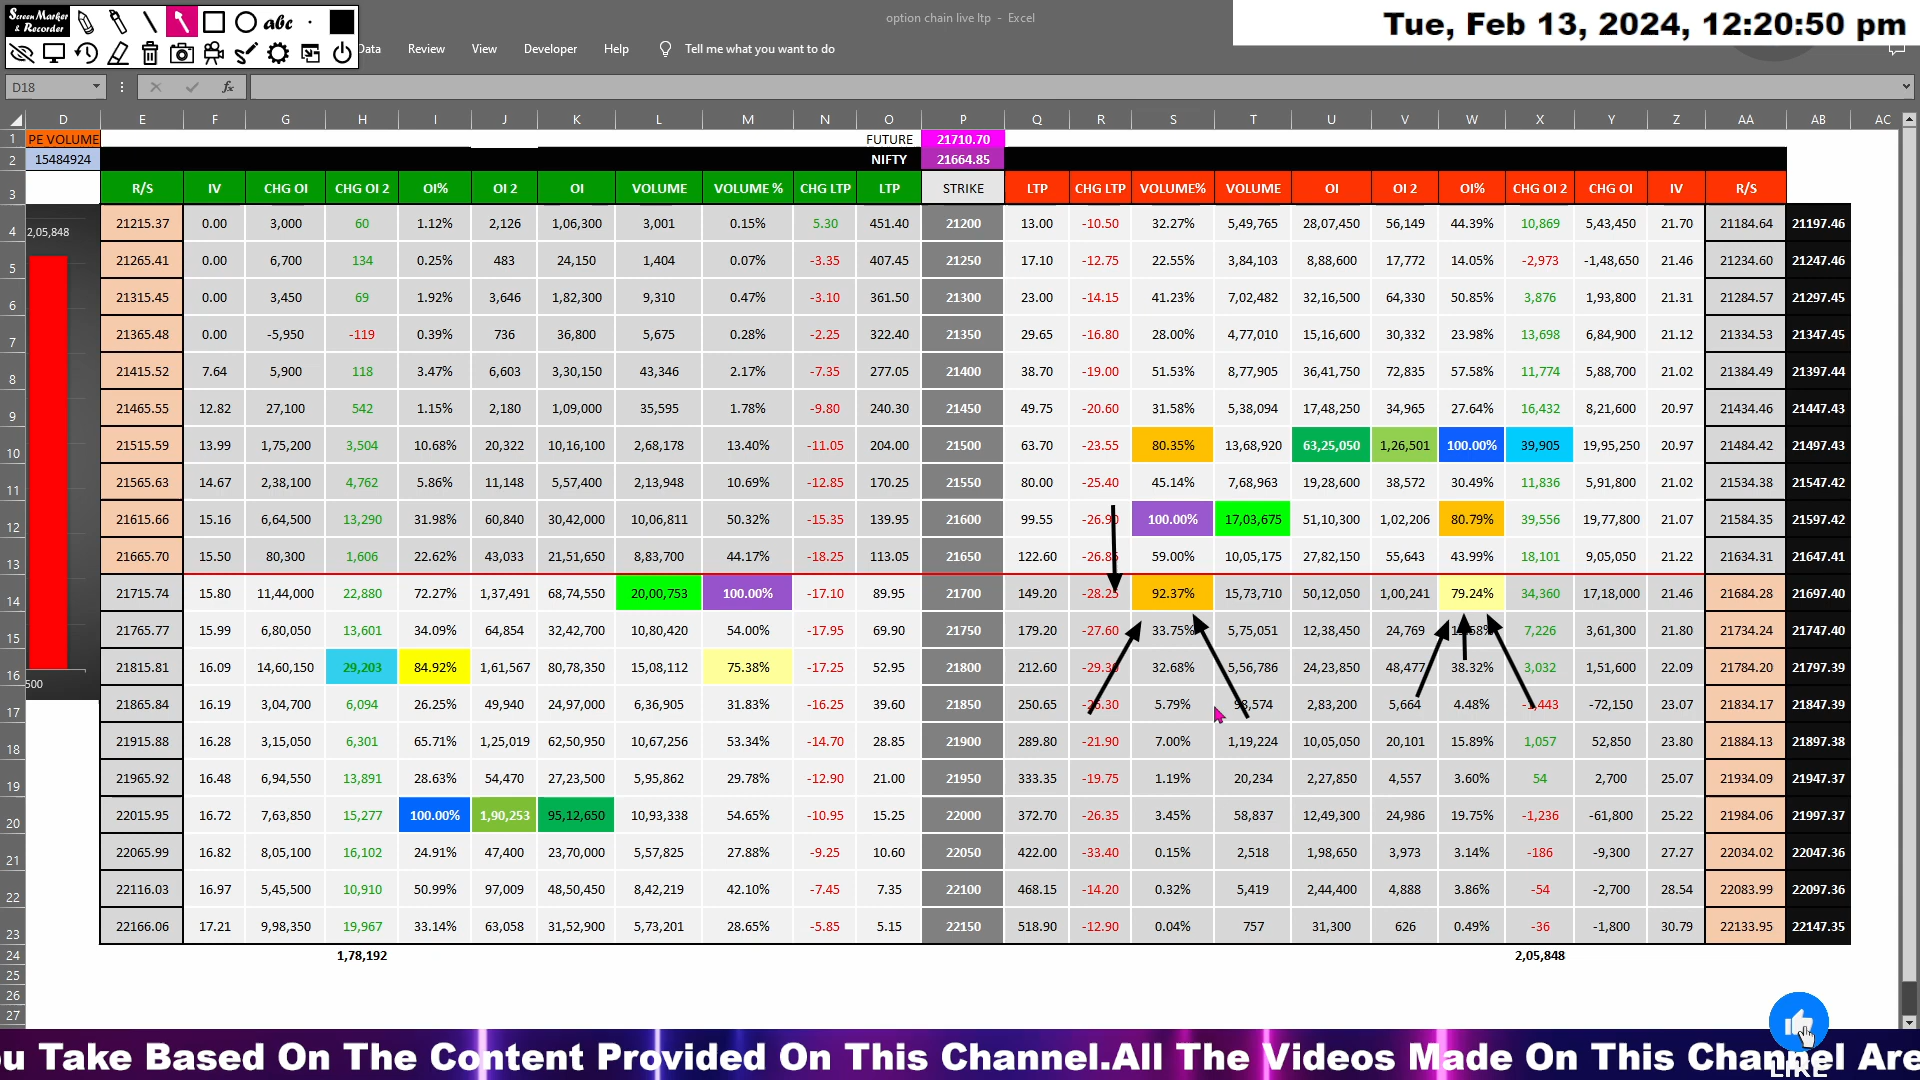 Screen Marker & Recorder
abc
option chain live ltp - Excel
Tue, Feb 13, 2024, 12:20:50 pm
Data Review View Developer Help Tell me what you want to do
D18 fx
D E F G H I J K L M N O P Q R S T U V W X Y Z AA AB AC
1 PE VOLUME FUTURE 21710.70
2 15484924 NIFTY 21664.85
3 R/S IV CHG OI CHG OI 2 OI% OI 2 OI VOLUME VOLUME % CHG LTP LTP STRIKE LTP CHG LTP VOLUME% VOLUME OI OI 2 OI% CHG OI 2 CHG OI IV R/S
4 2,05,848 21215.37 0.00 3,000 60 1.12% 2,126 1,06,300 3,001 0.15% 5.30 451.40 21200 13.00 -10.50 32.27% 5,49,765 28,07,450 56,149 44.39% 10,869 5,43,450 21.70 21184.64 21197.46
5 21265.41 0.00 6,700 134 0.25% 483 24,150 1,404 0.07% -3.35 407.45 21250 17.10 -12.75 22.55% 3,84,103 8,88,600 17,772 14.05% -2,973 -1,48,650 21.46 21234.60 21247.46
6 21315.45 0.00 3,450 69 1.92% 3,646 1,82,300 9,310 0.47% -3.10 361.50 21300 23.00 -14.15 41.23% 7,02,482 32,16,500 64,330 50.85% 3,876 1,93,800 21.31 21284.57 21297.45
7 21365.48 0.00 -5,950 -119 0.39% 736 36,800 5,675 0.28% -2.25 322.40 21350 29.65 -16.80 28.00% 4,77,010 15,16,600 30,332 23.98% 13,698 6,84,900 21.12 21334.53 21347.45
8 21415.52 7.64 5,900 118 3.47% 6,603 3,30,150 43,346 2.17% -7.35 277.05 21400 38.70 -19.00 51.53% 8,77,905 36,41,750 72,835 57.58% 11,774 5,88,700 21.02 21384.49 21397.44
9 21465.55 12.82 27,100 542 1.15% 2,180 1,09,000 35,595 1.78% -9.80 240.30 21450 49.75 -20.60 31.58% 5,38,094 17,48,250 34,965 27.64% 16,432 8,21,600 20.97 21434.46 21447.43
10 21515.59 13.99 1,75,200 3,504 10.68% 20,322 10,16,100 2,68,178 13.40% -11.05 204.00 21500 63.70 -23.55 80.35% 13,68,920 63,25,050 1,26,501 100.00% 39,905 19,95,250 20.97 21484.42 21497.43
11 21565.63 14.67 2,38,100 4,762 5.86% 11,148 5,57,400 2,13,948 10.69% -12.85 170.25 21550 80.00 -25.40 45.14% 7,68,963 19,28,600 38,572 30.49% 11,836 5,91,800 21.02 21534.38 21547.42
12 21615.66 15.16 6,64,500 13,290 31.98% 60,840 30,42,000 10,06,811 50.32% -15.35 139.95 21600 99.55 100.00% 17,03,675 51,10,300 1,02,206 80.79% 39,556 19,77,800 21.07 21584.35 21597.42
13 21665.70 15.50 80,300 1,606 22.62% 43,033 21,51,650 8,83,700 44.17% -18.25 113.05 21650 122.60 59.00% 10,05,175 27,82,150 55,643 43.99% 18,101 9,05,050 21.22 21634.31 21647.41
14 21715.74 15.80 11,44,000 22,880 72.27% 1,37,491 68,74,550 20,00,753 100.00% -17.10 89.95 21700 149.20 -28.25 92.37% 15,73,710 50,12,050 1,00,241 79.24% 34,360 17,18,000 21.46 21684.28 21697.40
15 21765.77 15.99 6,80,050 13,601 34.09% 64,854 32,42,700 10,80,420 54.00% -17.95 69.90 21750 179.20 -27.60 33.75% 5,75,051 12,38,450 24,769 7,226 3,61,300 21.80 21734.24 21747.40
16 21815.81 16.09 14,60,150 29,203 84.92% 1,61,567 80,78,350 15,08,112 75.38% -17.25 52.95 21800 212.60 32.68% 5,56,786 24,23,850 48,477 38.32% 3,032 1,51,600 22.09 21784.20 21797.39
500
17 21865.84 16.19 3,04,700 6,094 26.25% 49,940 24,97,000 6,36,905 31.83% -16.25 39.60 21850 250.65 5.79% 2,83,200 5,664 4.48% -1,443 -72,150 23.07 21834.17 21847.39
18 21915.88 16.28 3,15,050 6,301 65.71% 1,25,019 62,50,950 10,67,256 53.34% -14.70 28.85 21900 289.80 -21.90 7.00% 1,19,224 10,05,050 20,101 15.89% 1,057 52,850 23.80 21884.13 21897.38
19 21965.92 16.48 6,94,550 13,891 28.63% 54,470 27,23,500 5,95,862 29.78% -12.90 21.00 21950 333.35 -19.75 1.19% 20,234 2,27,850 4,557 3.60% 54 2,700 25.07 21934.09 21947.37
20 22015.95 16.72 7,63,850 15,277 100.00% 1,90,253 95,12,650 10,93,338 54.65% -10.95 15.25 22000 372.70 -26.35 3.45% 58,837 12,49,300 24,986 19.75% -1,236 -61,800 25.22 21984.06 21997.37
21 22065.99 16.82 8,05,100 16,102 24.91% 47,400 23,70,000 5,57,825 27.88% -9.25 10.60 22050 422.00 -33.40 0.15% 2,518 1,98,650 3,973 3.14% -186 -9,300 27.27 22034.02 22047.36
22 22116.03 16.97 5,45,500 10,910 50.99% 97,009 48,50,450 8,42,219 42.10% -7.45 7.35 22100 468.15 -14.20 0.32% 5,419 2,44,400 4,888 3.86% -54 -2,700 28.54 22083.99 22097.36
23 22166.06 17.21 9,98,350 19,967 33.14% 63,058 31,52,900 5,73,201 28.65% -5.85 5.15 22150 518.90 -12.90 0.04% 757 31,300 626 0.49% -36 -1,800 30.79 22133.95 22147.35
24 1,78,192 2,05,848
25
26
27
ou Take Based On The Content Provided On This Channel.All The Videos Made On This Channel Are
LIKE